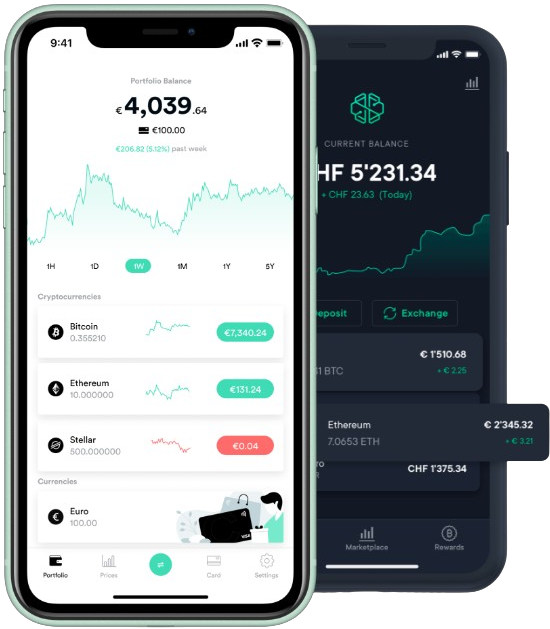 9:41
Portfolio Balance
€4,039.64
€100.00
€206.82 (5.12%) past week
1H 1D 1W 1M 1Y 5Y
Cryptocurrencies
Bitcoin
0.355210
€7,340.24
Ethereum
10.000000
€131.24
Stellar
500.000000
€0.04
Currencies
Euro
100.00
VISA
Portfolio Prices Card Settings
CURRENT BALANCE
HF 5'231.34
+ CHF 23.63 (Today)
eposit
Exchange
€ 1'510.68
BTC
+ € 2.25
Ethereum
€ 2'345.32
7.0653 ETH
+ € 3.21
ro
CHF 1'375.34
Marketplace
Rewards